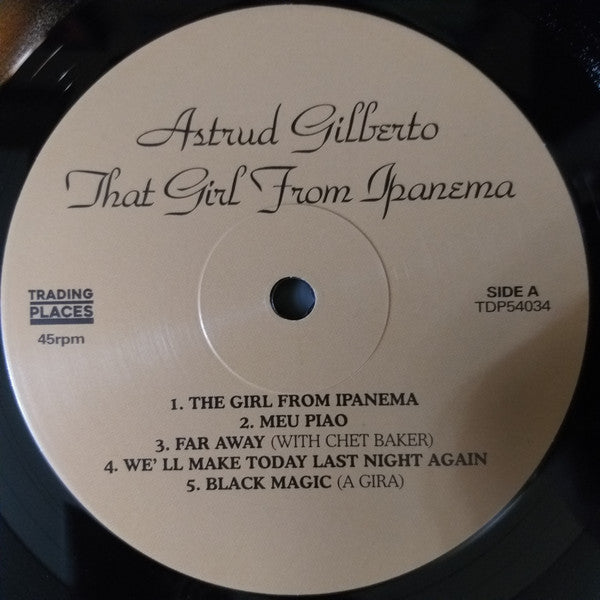 Astrud Gilberto
That Girl From Ipanema
TRADING
PLACES
45rpm
SIDE A
TDP54034
1. THE GIRL FROM IPANEMA
2. MEU PIAO
3. FAR AWAY (WITH CHET BAKER)
4. WE' LL MAKE TODAY LAST NIGHT AGAIN
5. BLACK MAGIC (A GIRA)